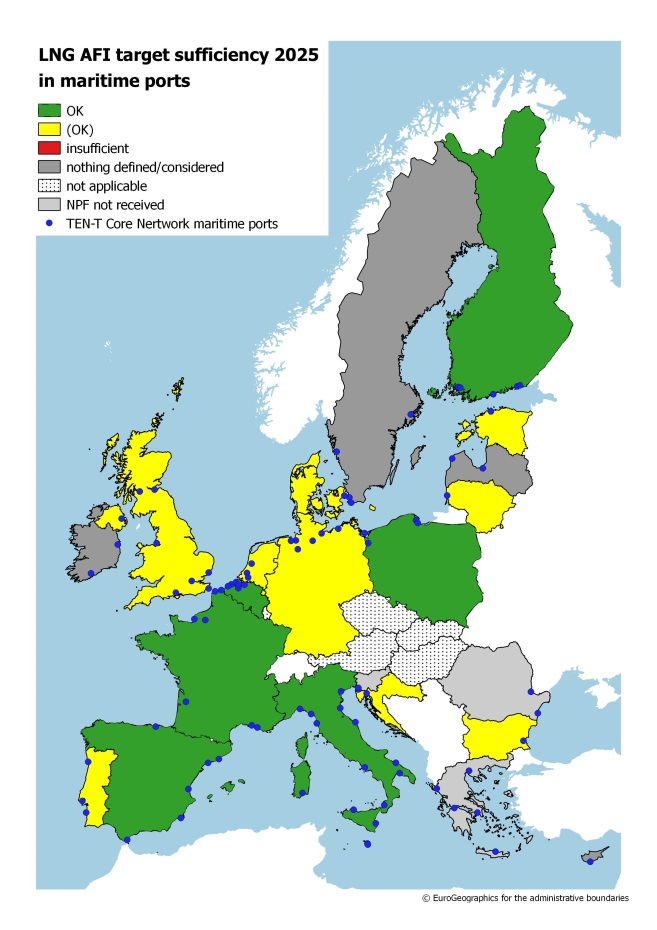 LNG AFI target sufficiency 2025
in maritime ports
OK
(OK)
insufficient
nothing defined/considered
not applicable
NPF not received
TEN-T Core Nertwork maritime ports
© EuroGeographics for the administrative boundaries